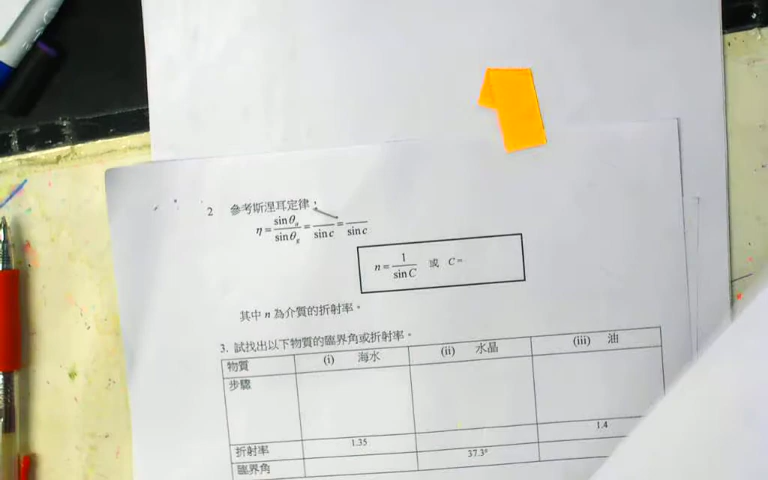 2 參考斯涅耳定律,
η = sinθa / sinθg = / sin c = / sin c
n = 1 / sin C 或 C =
其中 n 為介質的折射率。
3. 試找出以下物質的臨界角或折射率。
物質 (i) 海水 (ii) 水晶 (iii) 油
步驟
折射率 1.35 1.4
臨界角 37.3°